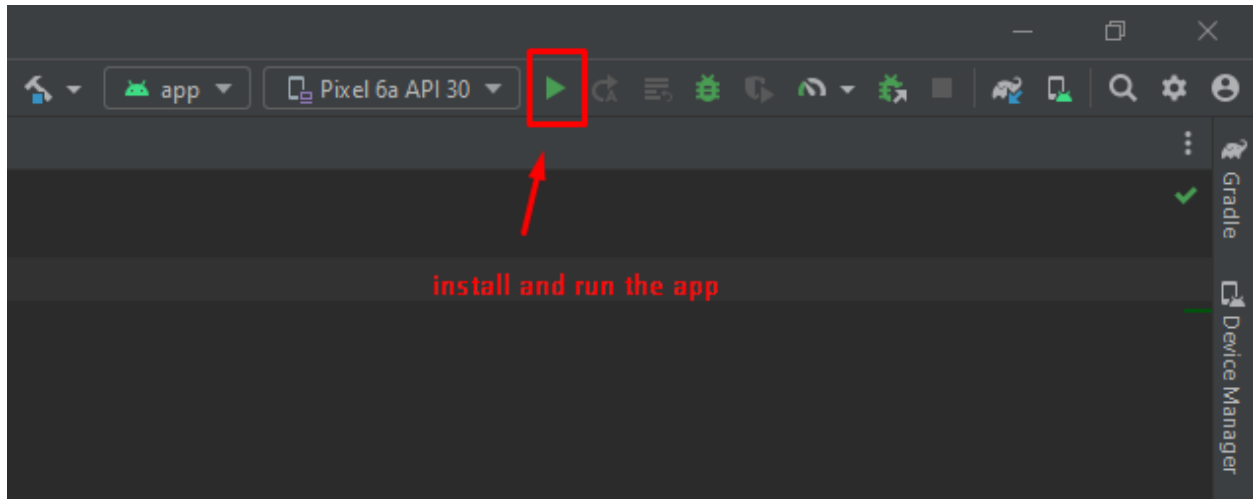 app
Pixel 6a API 30
Gradle
install and run the app
Device Manager